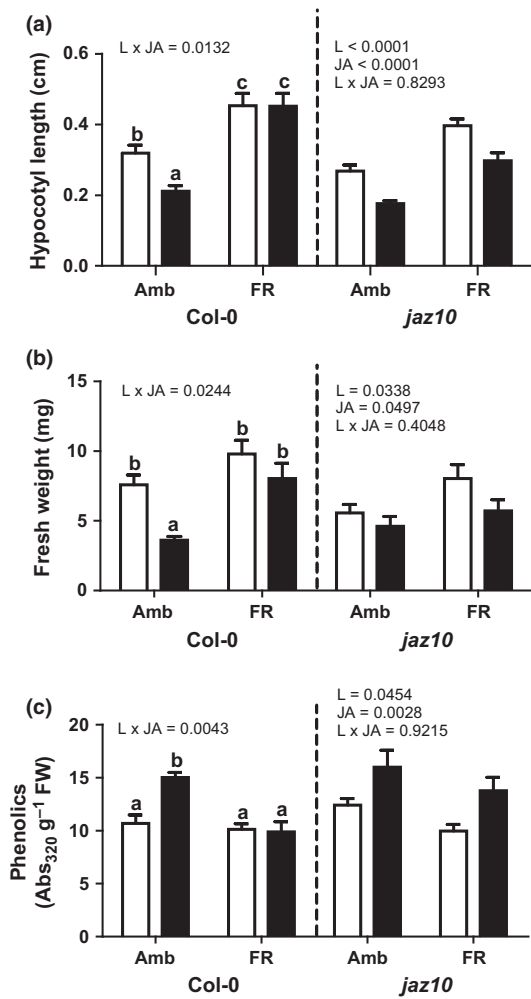 (a)
L x JA = 0.0132
L < 0.0001
JA < 0.0001
L x JA = 0.8293
Hypocotyl length (cm)
0.6
0.4
0.2
0.0
b
a
c
c
Amb
FR
Amb
FR
Col-0
jaz10
(b)
L x JA = 0.0244
L = 0.0338
JA = 0.0497
L x JA = 0.4048
Fresh weight (mg)
15
10
5
0
b
a
b
b
Amb
FR
Amb
FR
Col-0
jaz10
(c)
L x JA = 0.0043
L = 0.0454
JA = 0.0028
L x JA = 0.9215
Phenolics
(Abs₃₂₀ g⁻¹ FW)
20
15
10
5
0
a
b
a
a
Amb
FR
Amb
FR
Col-0
jaz10